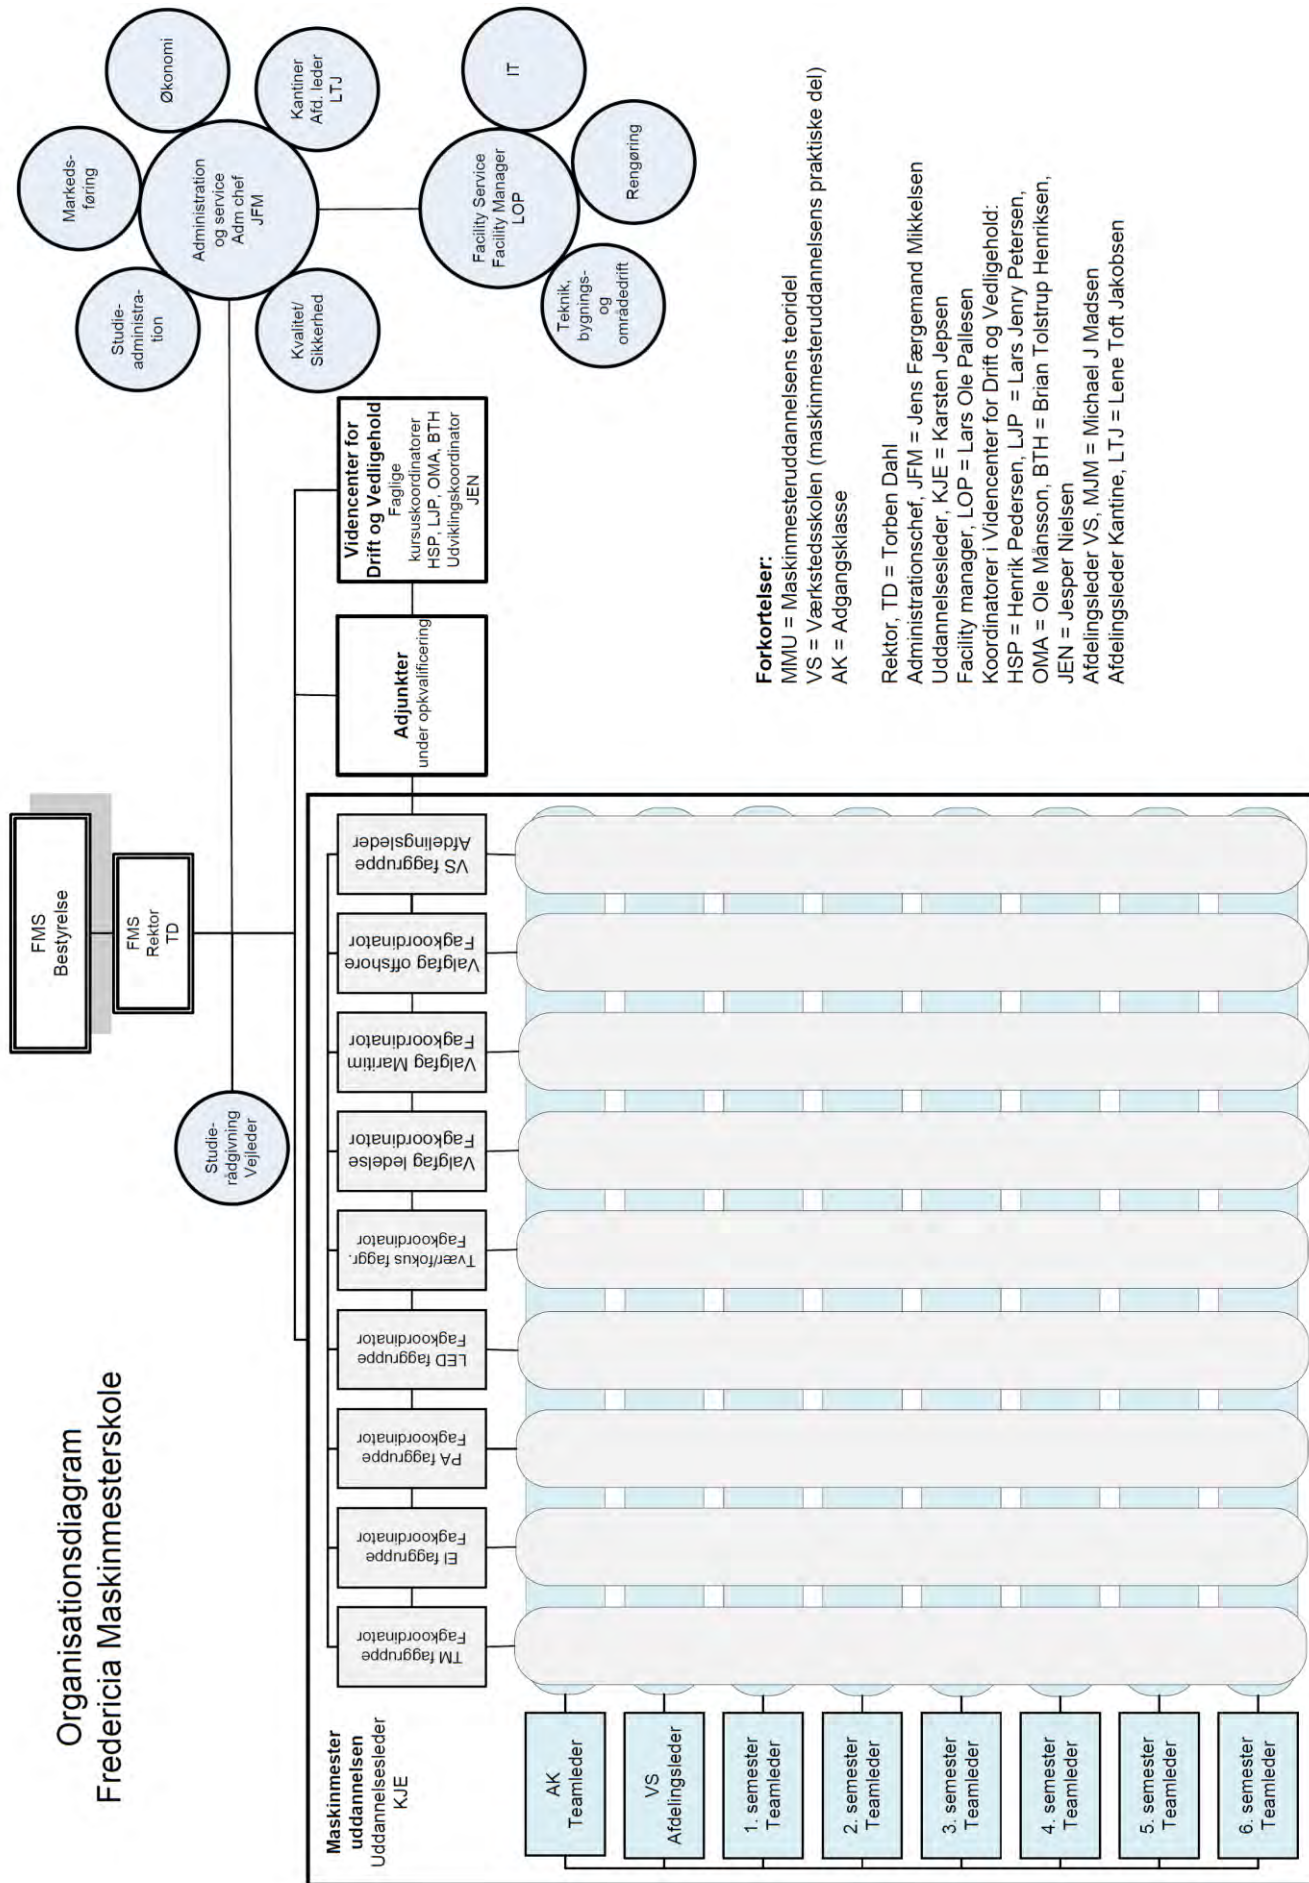 Organisationsdiagram
Fredericia Maskinmesterskole
FMS
Bestyrelse
FMS
Rektor
TD
Studie-
rådgivning
Vejleder
Studie-
administra-
tion
Markeds-
føring
Økonomi
Administration
og service
Adm chef
JFM
Kvalitet/
Sikkerhed
Kantiner
Afd. leder
LTJ
Facility Service
Facility Manager
LOP
IT
Teknik,
bygnings-
og
områdedrift
Rengøring
Maskinmester
uddannelsen
Uddannelsesleder
KJE
TM faggruppe
Fagkoordinator
El faggruppe
Fagkoordinator
PA faggruppe
Fagkoordinator
LED faggruppe
Fagkoordinator
Tvær/fokus faggr.
Fagkoordinator
Valgfag ledelse
Fagkoordinator
Valgfag Maritim
Fagkoordinator
Valgfag offshore
Fagkoordinator
VS faggruppe
Afdelingsleder
Adjunkter
under opkvalificering
Videncenter for
Drift og Vedligehold
Faglige
kursuskoordinatorer
HSP, LJP, OMA, BTH
Udviklingskoordinator
JEN
AK
Teamleder
VS
Afdelingsleder
1. semester
Teamleder
2. semester
Teamleder
3. semester
Teamleder
4. semester
Teamleder
5. semester
Teamleder
6. semester
Teamleder
Forkortelser:
MMU = Maskinmesteruddannelsens teoridel
VS = Værkstedsskolen (maskinmesteruddannelsens praktiske del)
AK = Adgangsklasse
Rektor, TD = Torben Dahl
Administrationschef, JFM = Jens Færgemand Mikkelsen
Uddannelsesleder, KJE = Karsten Jepsen
Facility manager, LOP = Lars Ole Pallesen
Koordinatorer i Videncenter for Drift og Vedligehold:
HSP = Henrik Pedersen, LJP = Lars Jenry Petersen,
OMA = Ole Månsson, BTH = Brian Tolstrup Henriksen,
JEN = Jesper Nielsen
Afdelingsleder VS, MJM = Michael J Madsen
Afdelingsleder Kantine, LTJ = Lene Toft Jakobsen